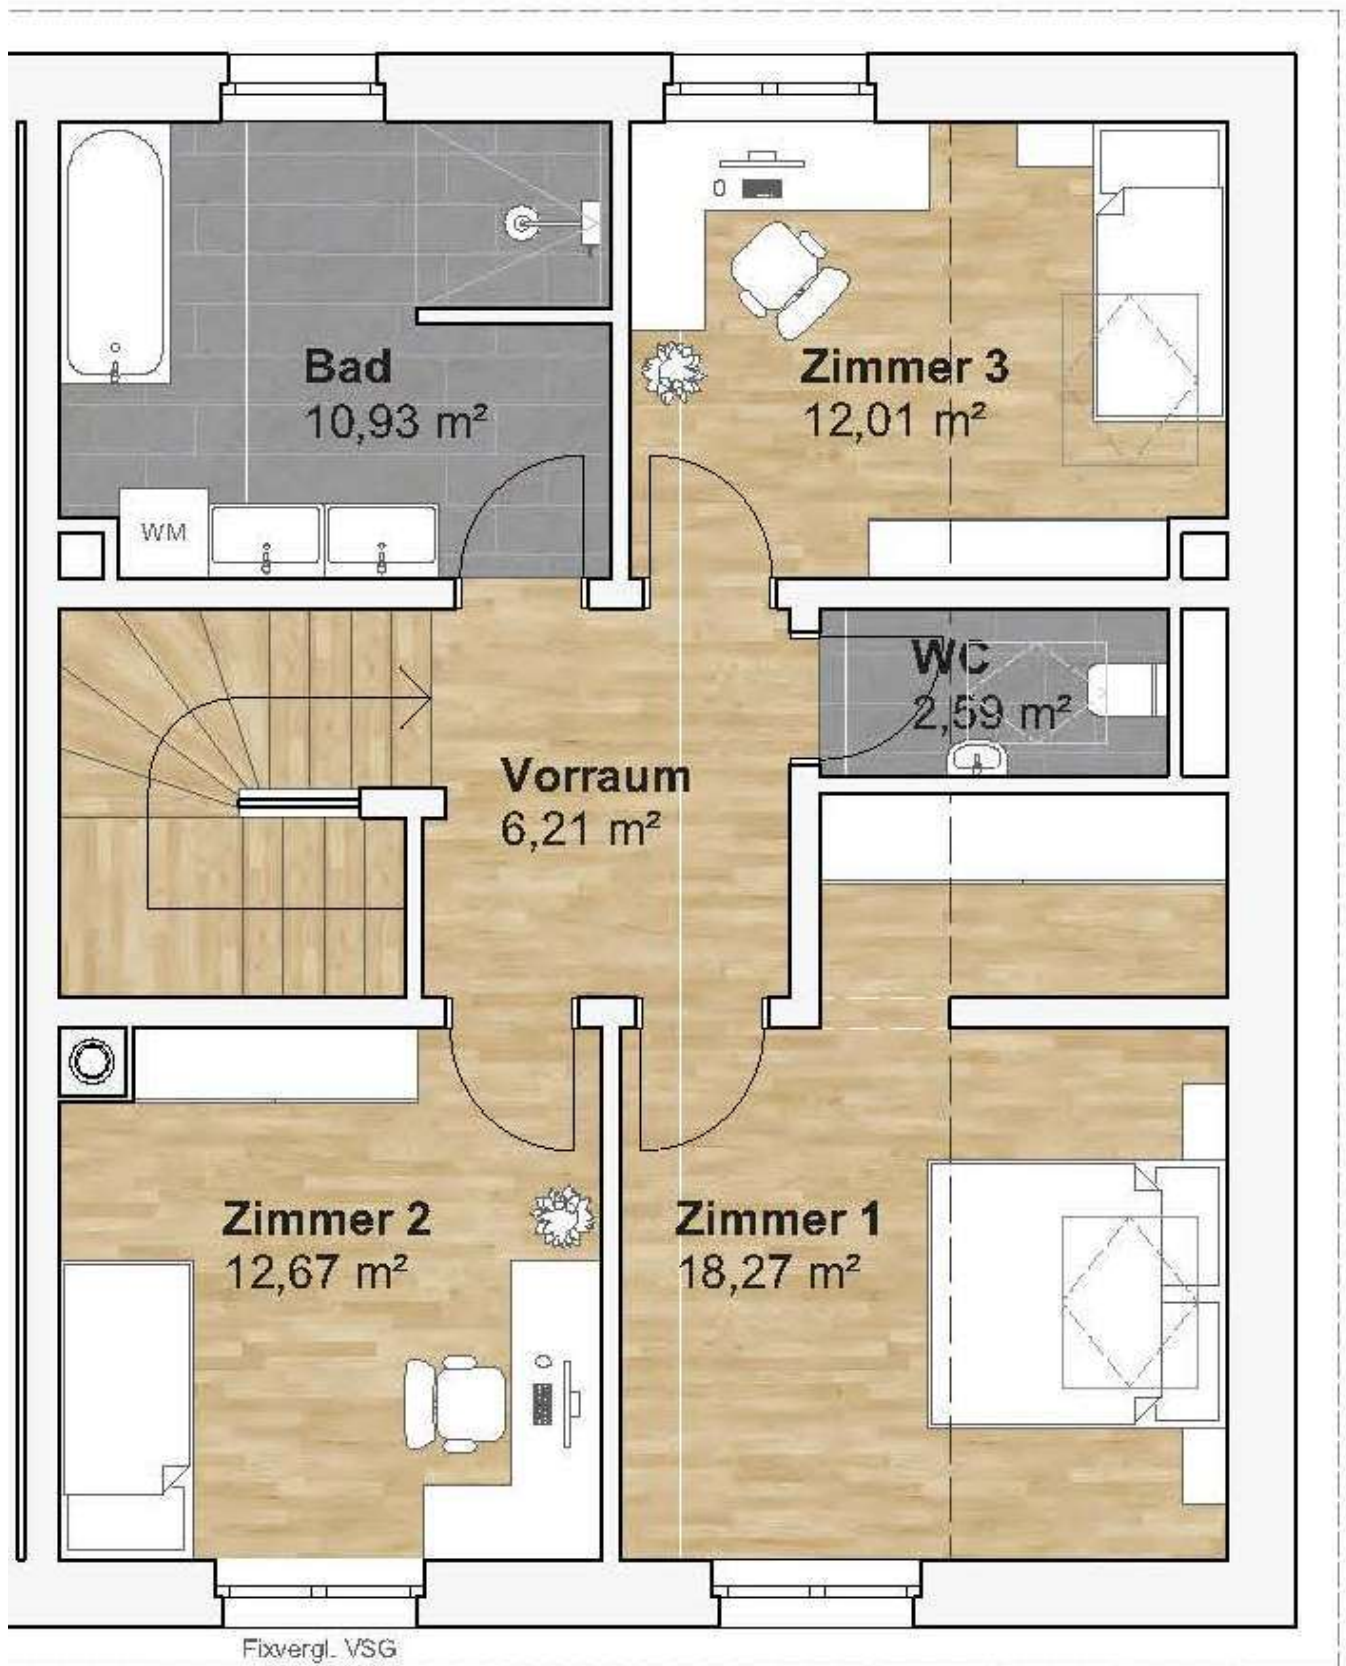 Bad
10,93 m²
Zimmer 3
12,01 m²
WM
WC
2,59 m²
Vorraum
6,21 m²
Zimmer 2
12,67 m²
Zimmer 1
18,27 m²
Fixvergl. VSG